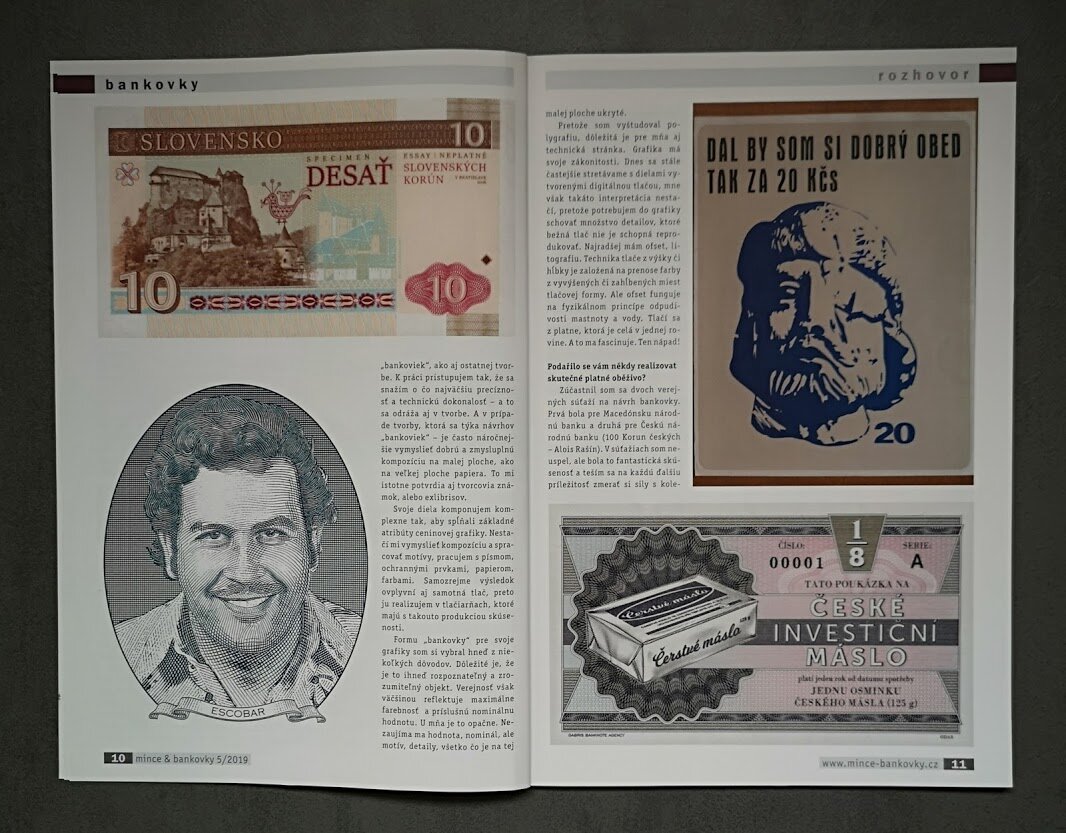 bankovky
SLOVENSKO
10
SPECIMEN
DESAŤ
ESSAY | NEPLATNÉ
SLOVENSKÝCH
KORÚN
V BRATISLAVE
10
10
„bankoviek“, ako aj ostatnej tvor-
be. K práci pristupujem tak, že sa
snažím o čo najväčšiu precízno-
sť a technickú dokonalosť – a to
sa odráža aj v tvorbe. A v prípa-
de tvorby, ktorá sa týka návrhov
„bankoviek“ – je často náročnej-
šie vymyslieť dobrú a zmysluplnú
kompozíciu na malej ploche, ako
na veľkej ploche papiera. To mi
istotne potvrdia aj tvorcovia zná-
mok, alebo exlibrisov.
Svoje diela komponujem kom-
plexne tak, aby spĺňali základné
atribúty ceninovej grafiky. Nesta-
čí mi vymyslieť kompozíciu a spra-
covať motívy, pracujem s písmom,
ochrannými prvkami, papierom,
farbami. Samozrejme výsledok
ovplyvní aj samotná tlač, preto
ju realizujem v tlačiarňach, ktoré
majú s takouto produkciou skúse-
nosti.
Formu „bankovky“ pre svoje
grafiky som si vybral hneď z nie-
koľkých dôvodov. Dôležité je, že
je to ihneď rozpoznateľný a zro-
zumiteľný objekt. Verejnosť však
väčšinou reflektuje maximálne
farebnosť a príslušnú nominálnu
hodnotu. U mňa je to opačne. Ne-
zaujíma ma hodnota, nominál, ale
motív, detaily, všetko čo je na tej
ESCOBAR
10 mince & bankovky 5/2019
rozhovor
malej ploche ukryté.
Pretože som vyštudoval po-
lygrafiu, dôležitá je pre mňa aj
technická stránka. Grafika má
svoje zákonitosti. Dnes sa stále
častejšie stretávame s dielami vy-
tvorenými digitálnou tlačou, mne
však takáto interpretácia nesta-
čí, pretože potrebujem do grafiky
schovať množstvo detailov, ktoré
bežná tlač nie je schopná repro-
dukovať. Najradšej mám ofset, li-
tografiu. Technika tlače z výšky či
hĺbky je založená na prenose farby
z vyvýšených či zahĺbených miest
tlačovej formy. Ale ofset funguje
na fyzikálnom princípe odpudi-
vosti mastnoty a vody. Tlačí sa
z platne, ktorá je celá v jednej ro-
vine. A to ma fascinuje. Ten nápad!
Podařilo se vám někdy realizovat
skutečné platné oběživo?
Zúčastnil som sa dvoch verej-
ných súťaží na návrh bankovky.
Prvá bola pre Macedónsku národ-
nú banku a druhá pre Českú ná-
rodnú banku (100 Korun českých
– Alois Rašín). V súťažiach som ne-
uspel, ale bola to fantastická skú-
senosť a teším sa na každú ďalšiu
príležitosť zmerať si sily s kole-
DAL BY SOM SI DOBRÝ OBED
TAK ZA 20 KČS
20
ČÍSLO:
00001
1
8
SERIE:
A
TATO POUKÁZKA NA
ČESKÉ
INVESTIČNÍ
MÁSLO
platí jeden rok od datumu spotřeby
JEDNU OSMINKU
ČESKÉHO MÁSLA (125 g)
Čerstvé máslo
Čerstvé máslo
125 g
GABRIS BANKNOTE AGENCY
www.mince-bankovky.cz 11